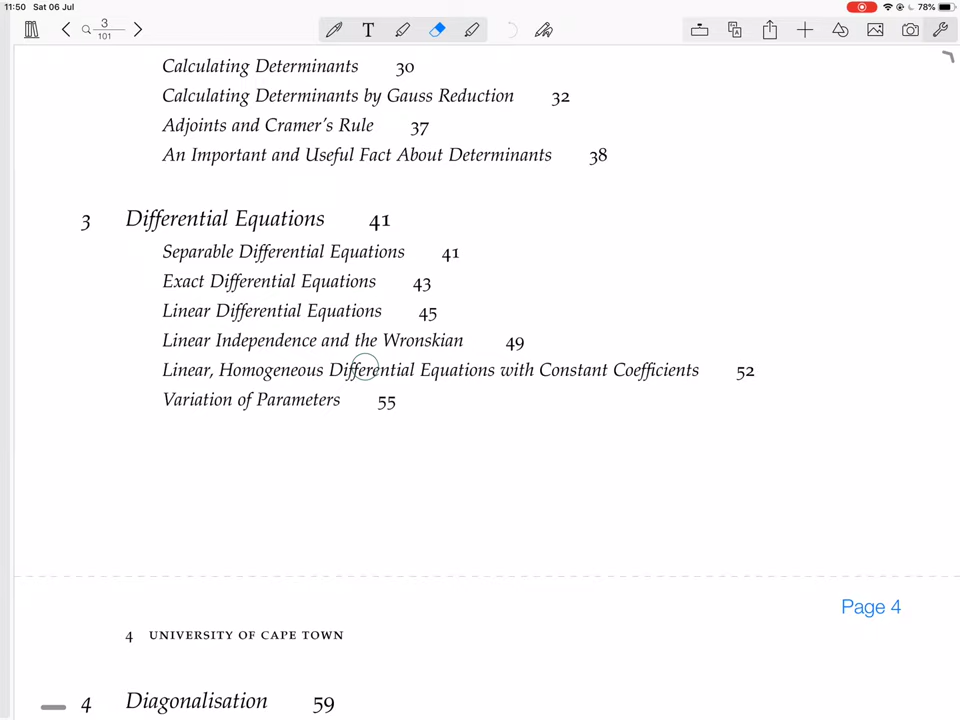 11:50 Sat 06 Jul
78%
3
101
T
Calculating Determinants 30
Calculating Determinants by Gauss Reduction 32
Adjoints and Cramer's Rule 37
An Important and Useful Fact About Determinants 38
3 Differential Equations 41
Separable Differential Equations 41
Exact Differential Equations 43
Linear Differential Equations 45
Linear Independence and the Wronskian 49
Linear, Homogeneous Differential Equations with Constant Coefficients 52
Variation of Parameters 55
Page 4
4 UNIVERSITY OF CAPE TOWN
4 Diagonalisation 59